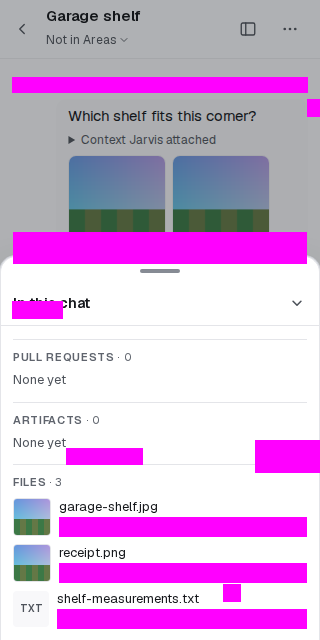 Garage shelf
Not in Areas
Which shelf fits this corner?
Context Jarvis attached
In this chat
PULL REQUESTS · 0
None yet
ARTIFACTS · 0
None yet
FILES · 3
garage-shelf.jpg
receipt.png
TXT
shelf-measurements.txt